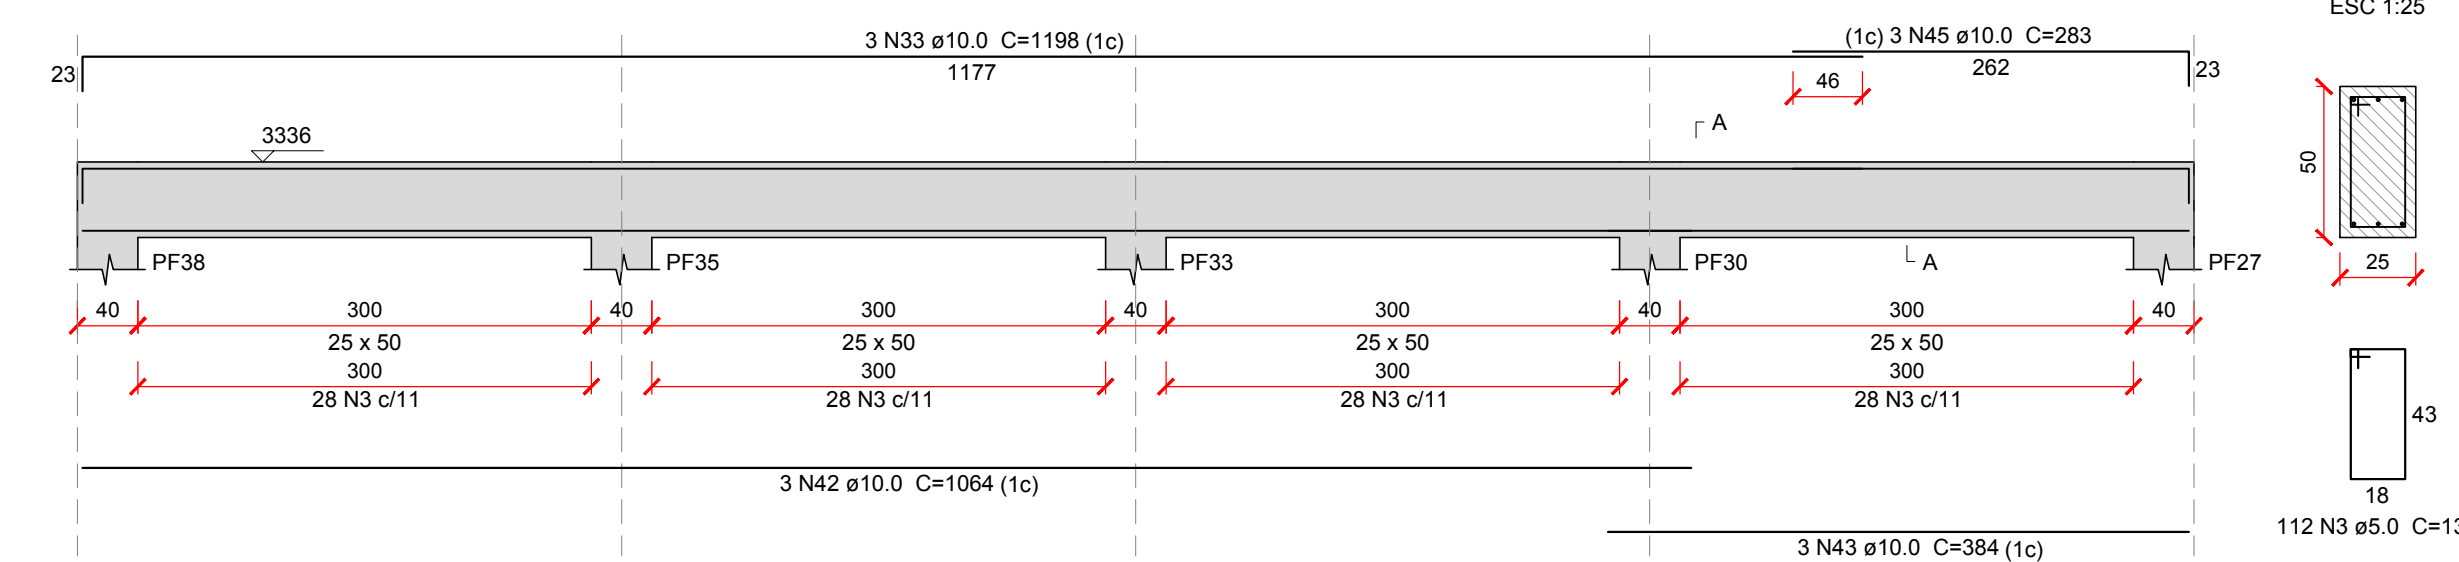 ESC 1:25
3 N33 ø10.0 C=1198 (1c)
(1c) 3 N45 ø10.0 C=283
23
1177
262
23
46
A
3336
50
25
PF38
PF35
PF33
PF30
A
PF27
40
300
40
300
40
300
40
300
40
25 x 50
25 x 50
25 x 50
25 x 50
300
300
300
300
28 N3 c/11
28 N3 c/11
28 N3 c/11
28 N3 c/11
43
18
3 N42 ø10.0 C=1064 (1c)
112 N3 ø5.0 C=13
3 N43 ø10.0 C=384 (1c)